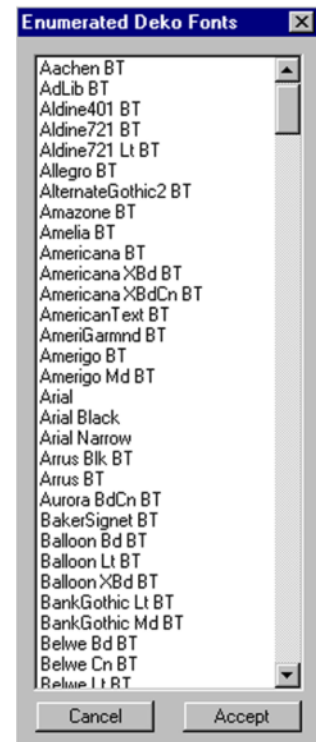 Enumerated Deko Fonts
Aachen BT
AdLib BT
Aldine401 BT
Aldine721 BT
Aldine721 Lt BT
Allegro BT
AlternateGothic2 BT
Amazone BT
Amelia BT
Americana BT
Americana XBd BT
Americana XBdCn BT
AmericanText BT
AmeriGarmnd BT
Amerigo BT
Amerigo Md BT
Arial
Arial Black
Arial Narrow
Arrus Blk BT
Arrus BT
Aurora BdCn BT
BakerSignet BT
Balloon Bd BT
Balloon Lt BT
Balloon XBd BT
BankGothic Lt BT
BankGothic Md BT
Belwe Bd BT
Belwe Cn BT
Belwe Lt BT
Cancel Accept